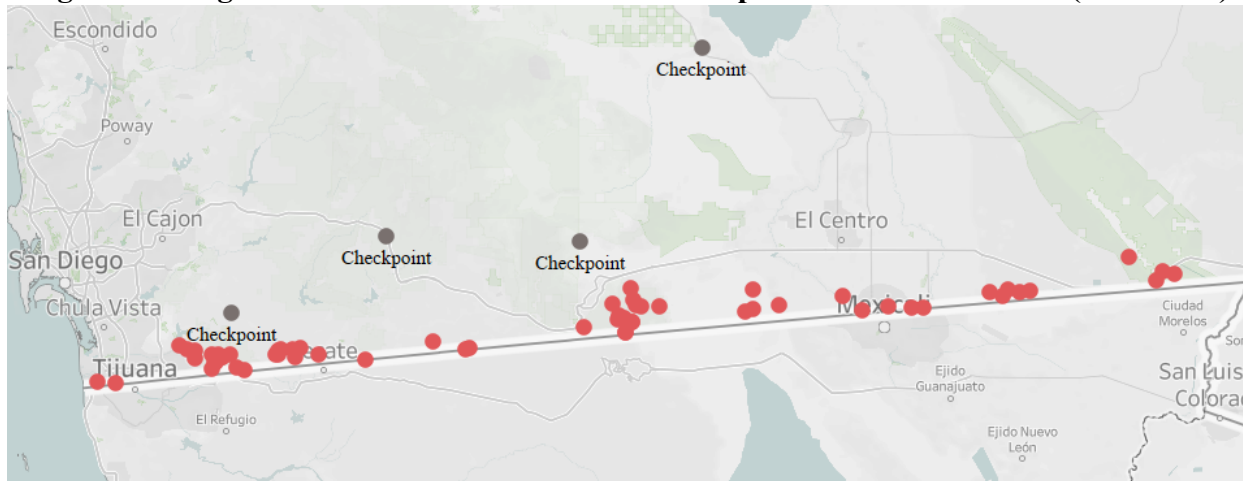 Escondido
Checkpoint
Poway
El Cajon
El Centro
San Diego
Checkpoint
Checkpoint
Chula Vista
Mexicali
Ciudad
Morelos
Checkpoint
Tijuana
San Luis
Colorad
Ejido
Guanajuato
El Refugio
Ejido Nuevo
León